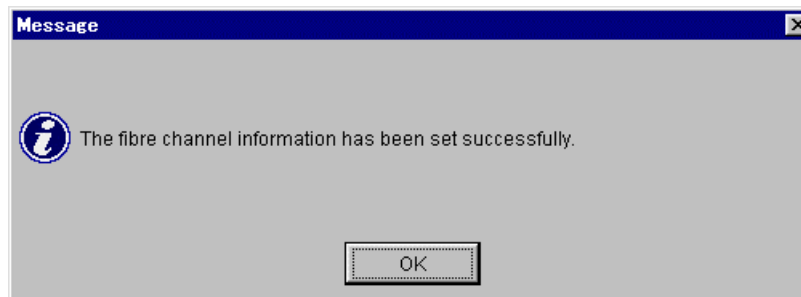 Message
The fibre channel information has been set successfully.
OK